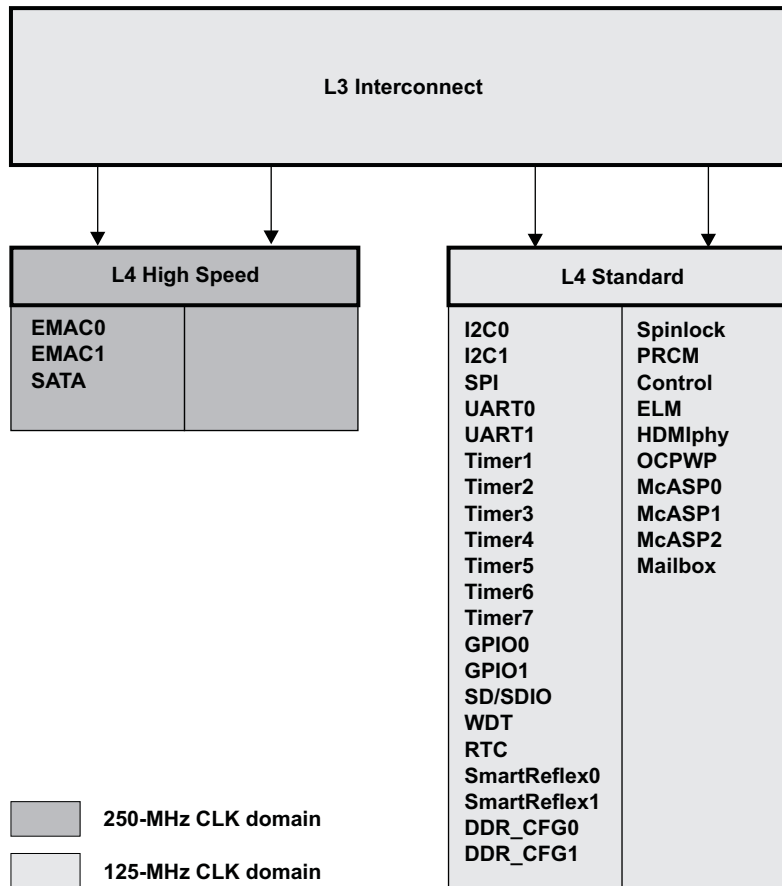 L3 Interconnect
L4 High Speed
EMAC0
EMAC1
SATA
L4 Standard
I2C0
I2C1
SPI
UART0
UART1
Timer1
Timer2
Timer3
Timer4
Timer5
Timer6
Timer7
GPIO0
GPIO1
SD/SDIO
WDT
RTC
SmartReflex0
SmartReflex1
DDR_CFG0
DDR_CFG1
Spinlock
PRCM
Control
ELM
HDMIphy
OCPWP
McASP0
McASP1
McASP2
Mailbox
250-MHz CLK domain
125-MHz CLK domain